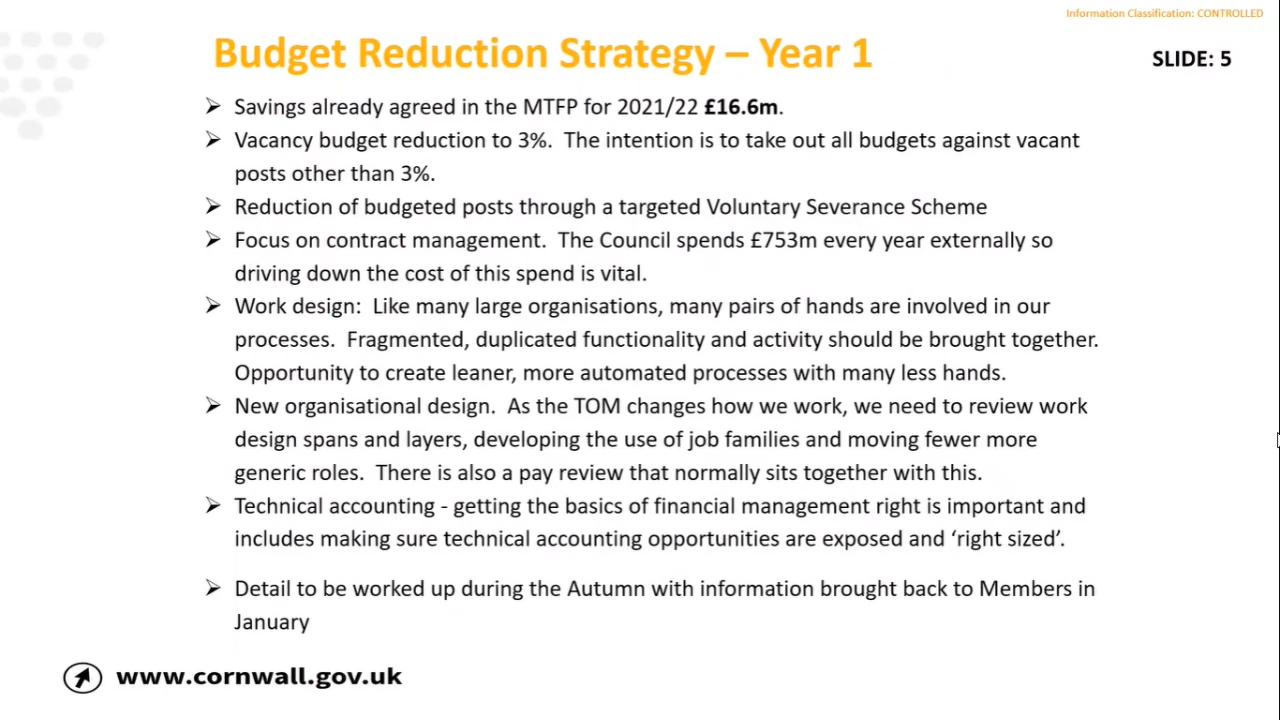 Information Classification: CONTROLLED
Budget Reduction Strategy – Year 1
SLIDE: 5
➢ Savings already agreed in the MTFP for 2021/22 £16.6m.
➢ Vacancy budget reduction to 3%.  The intention is to take out all budgets against vacant
posts other than 3%.
➢ Reduction of budgeted posts through a targeted Voluntary Severance Scheme
➢ Focus on contract management.  The Council spends £753m every year externally so
driving down the cost of this spend is vital.
➢ Work design:  Like many large organisations, many pairs of hands are involved in our
processes.  Fragmented, duplicated functionality and activity should be brought together.
Opportunity to create leaner, more automated processes with many less hands.
➢ New organisational design.  As the TOM changes how we work, we need to review work
design spans and layers, developing the use of job families and moving fewer more
generic roles.  There is also a pay review that normally sits together with this.
➢ Technical accounting - getting the basics of financial management right is important and
includes making sure technical accounting opportunities are exposed and ‘right sized’.
➢ Detail to be worked up during the Autumn with information brought back to Members in
January
www.cornwall.gov.uk